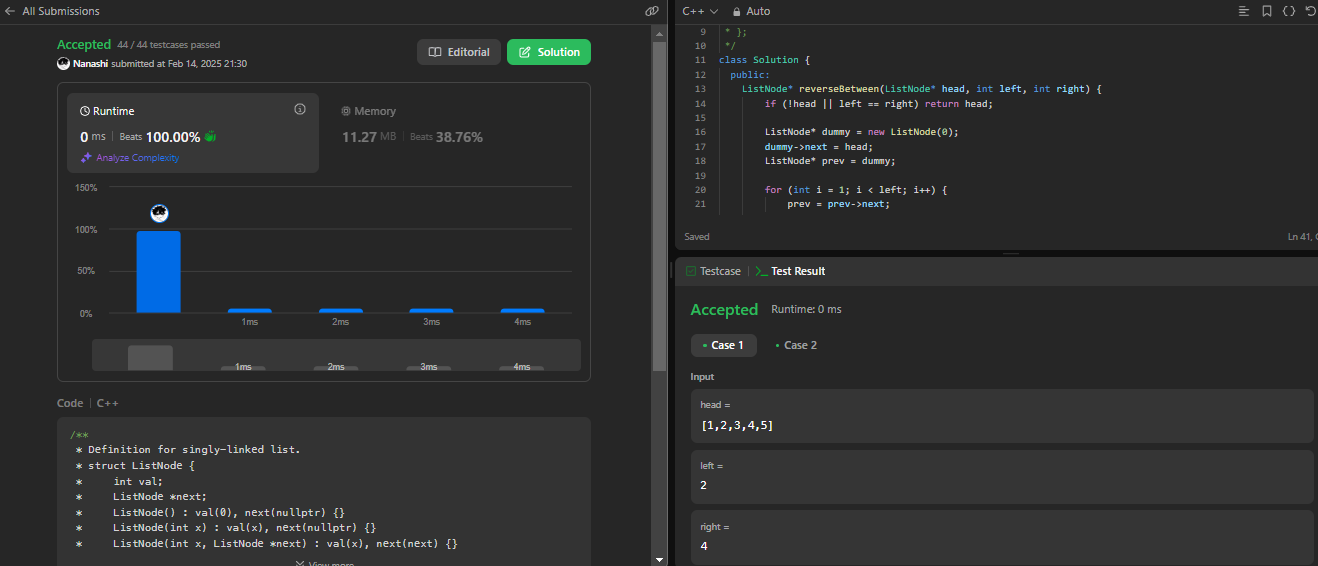 ← All Submissions
Accepted 44 / 44 testcases passed
Nanashi submitted at Feb 14, 2025 21:30
Editorial
Solution
Runtime
0 ms | Beats 100.00%
Analyze Complexity
Memory
11.27 MB | Beats 38.76%
150%
100%
50%
0%
1ms 2ms 3ms 4ms
1ms 2ms 3ms 4ms
Code | C++
/**
* Definition for singly-linked list.
* struct ListNode {
*     int val;
*     ListNode *next;
*     ListNode() : val(0), next(nullptr) {}
*     ListNode(int x) : val(x), next(nullptr) {}
*     ListNode(int x, ListNode *next) : val(x), next(next) {}
View more
C++ Auto
9 * };
10 */
11 class Solution {
12 public:
13 ListNode* reverseBetween(ListNode* head, int left, int right) {
14 if (!head || left == right) return head;
15
16 ListNode* dummy = new ListNode(0);
17 dummy->next = head;
18 ListNode* prev = dummy;
19
20 for (int i = 1; i < left; i++) {
21 prev = prev->next;
Saved
Ln 41,
Testcase | >_ Test Result
Accepted Runtime: 0 ms
• Case 1 • Case 2
Input
head =
[1,2,3,4,5]
left =
2
right =
4